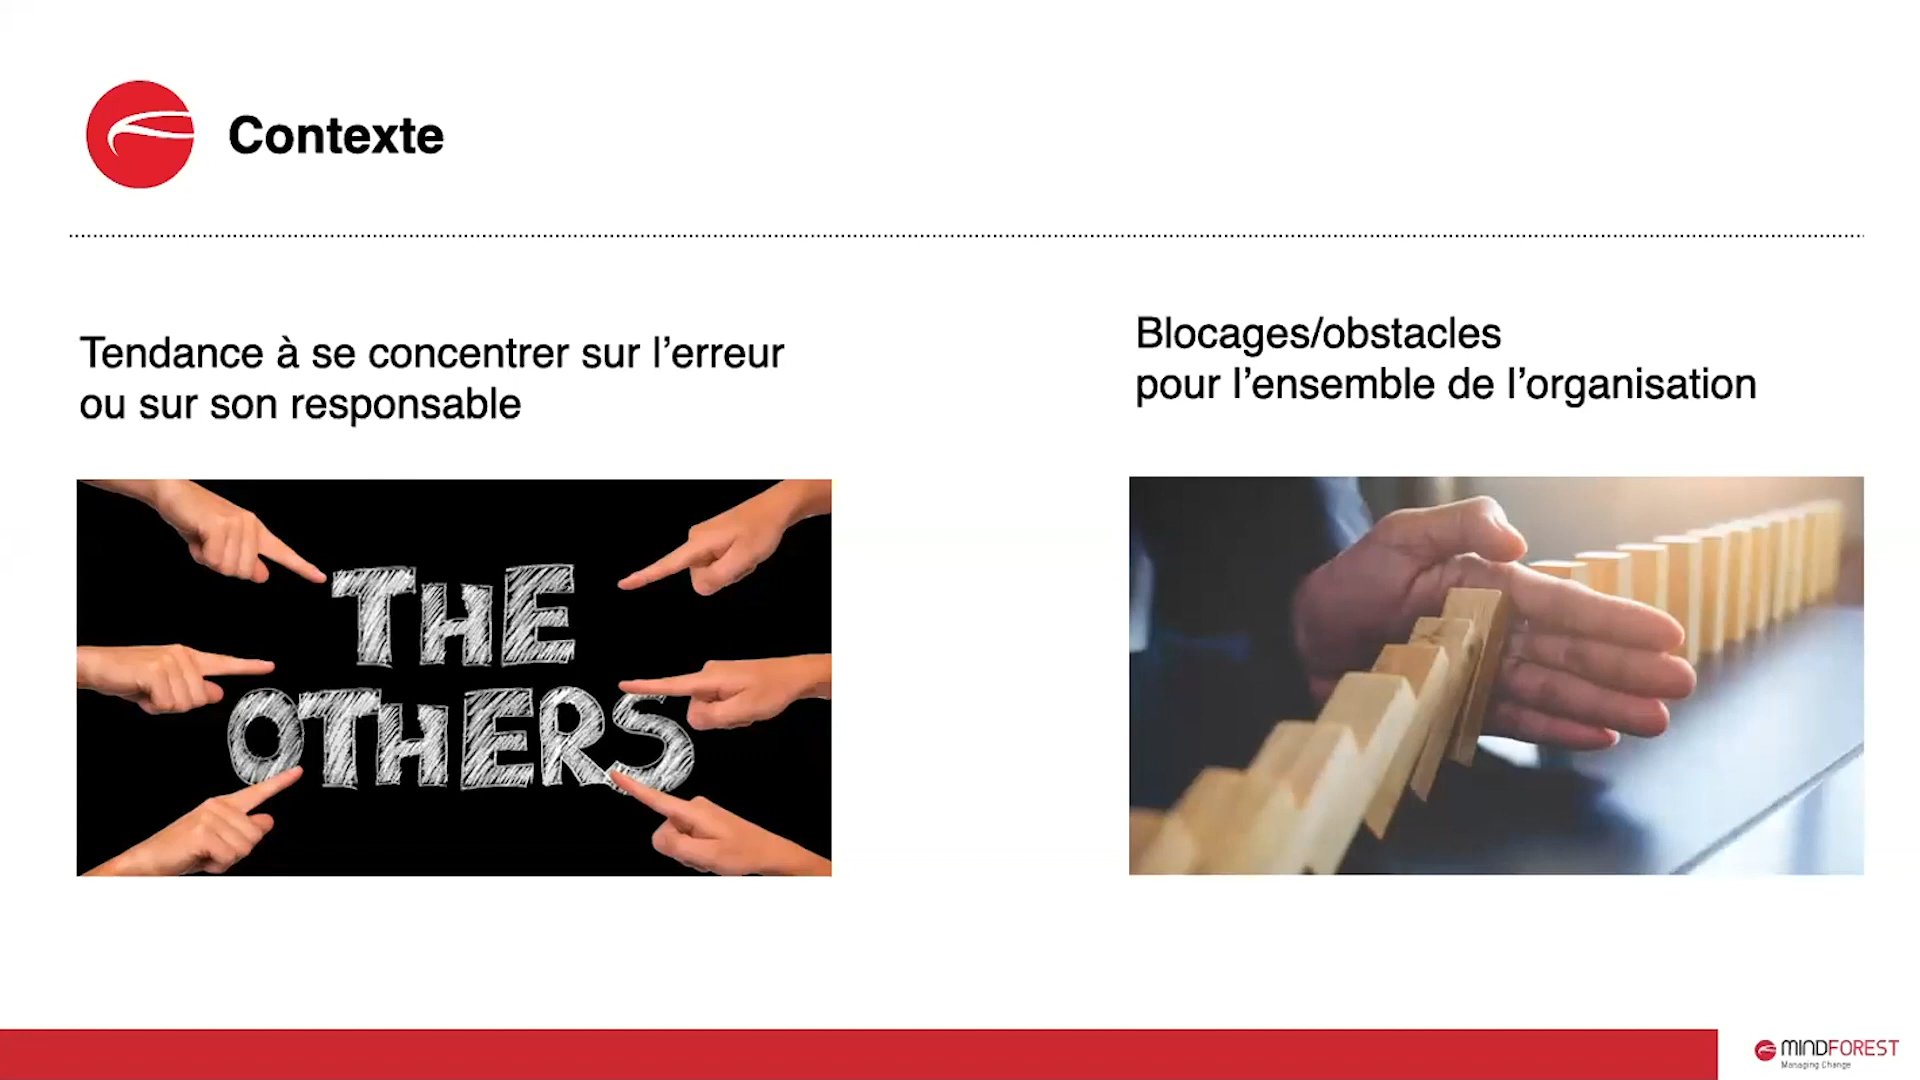 Contexte
Tendance à se concentrer sur l’erreur
ou sur son responsable
Blocages/obstacles
pour l’ensemble de l’organisation
THE
OTHERS
MINDFOREST
Managing Change